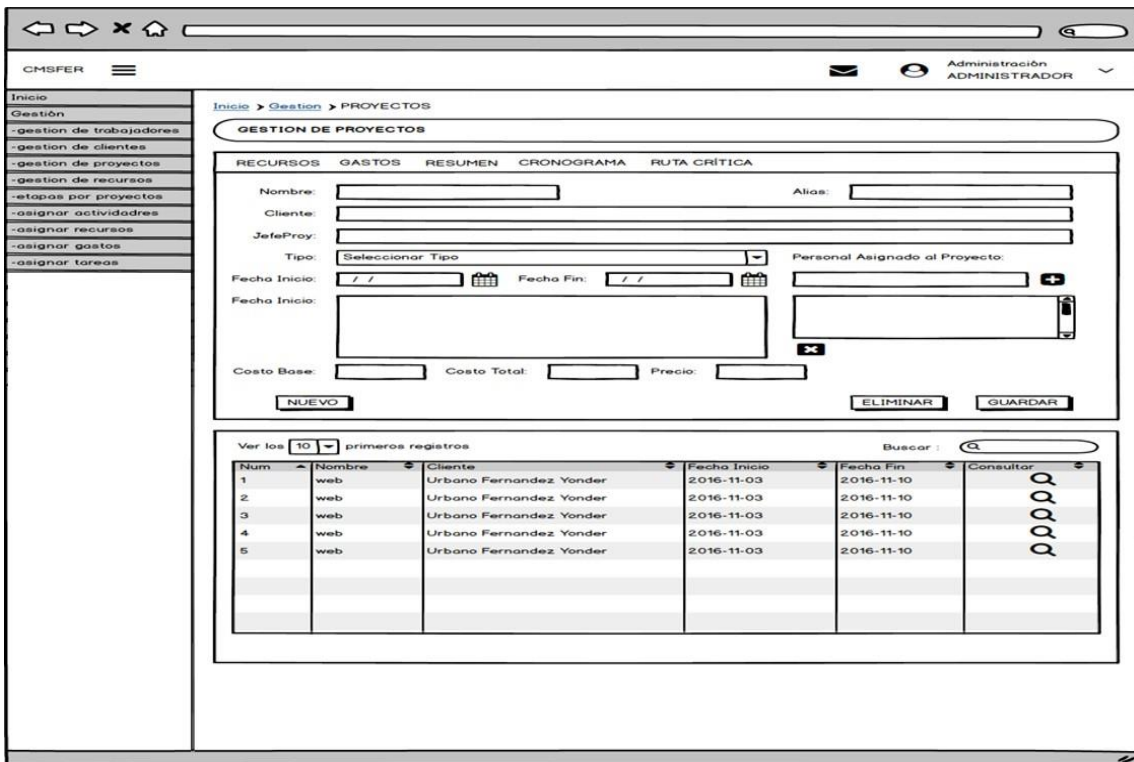 CMSFER
Administración
ADMINISTRADOR
Inicio
Gestión
-gestion de trabajadores
-gestion de clientes
-gestion de proyectos
-gestion de recursos
-etapas por proyectos
-asignar actividadres
-asignar recursos
-asignar gastos
-asignar tareas
Inicio > Gestion > PROYECTOS
GESTION DE PROYECTOS
RECURSOS GASTOS RESUMEN CRONOGRAMA RUTA CRÍTICA
Nombre: Alias:
Cliente:
JefeProy:
Tipo: Seleccionar Tipo Personal Asignado al Proyecto:
Fecha Inicio: / / Fecha Fin: / /
Fecha Inicio:
Costo Base: Costo Total: Precio:
NUEVO ELIMINAR GUARDAR
Ver los 10 primeros registros Buscar :
Num Nombre Cliente Fecha Inicio Fecha Fin Consultar
1 web Urbano Fernandez Yonder 2016-11-03 2016-11-10
2 web Urbano Fernandez Yonder 2016-11-03 2016-11-10
3 web Urbano Fernandez Yonder 2016-11-03 2016-11-10
4 web Urbano Fernandez Yonder 2016-11-03 2016-11-10
5 web Urbano Fernandez Yonder 2016-11-03 2016-11-10